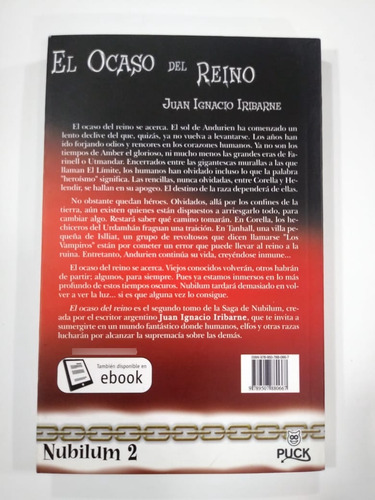 EL OCASO DEL REINO
JUAN IGNACIO IRIBARNE
El ocaso del reino se acerca. El sol de Andurien ha comenzado un
lento declive del que, quizás, ya no vuelva a levantarse. Los años han
ido forjando odios y rencores en los corazones humanos. Ya no son los
tiempos de Amber el glorioso, ni mucho menos las grandes eras de Fa-
rinell o Utmandar. Encerrados entre las gigantescas murallas a las que
llaman El Límite, los humanos han olvidado incluso lo que la palabra
"heroísmo" significa. Las rencillas, nunca olvidadas, entre Corella y He-
lendir, se hallan en su apogeo. El destino de la raza dependerá de ellas.
No obstante quedan héroes. Olvidados, allá por los confines de la
tierra, aún existen quienes están dispuestos a arriesgarlo todo, para
cambiar algo. Restará saber qué camino tomarán. En Corella, los he-
chiceros del Urdambán fraguan una traición. En Tanhall, una villa pe-
queña de Isilliat, un grupo de revoltosos que dicen llamarse "Los
Vampiros" están por cometer un error que puede llevar al reino a la
ruina. Entretanto, Andurien continúa su vida, creyéndose inmune...
El ocaso del reino se acerca. Viejos conocidos volverán, otros habrán
de partir; algunos, para siempre. Pues ya estamos inmersos en lo más
profundo de estos tiempos oscuros. Nubilum tardará demasiado en vol-
ver a ver la luz... si es que alguna vez lo consigue.
El ocaso del reino es el segundo tomo de la Saga de Nubilum, crea-
da por el escritor argentino Juan Ignacio Iribarne, que te invita a
sumergirte en un mundo fantástico donde humanos, elfos y otras razas
lucharán por alcanzar la supremacía sobre las demás.
También disponible en
ebook
Nubilum 2
PUCK